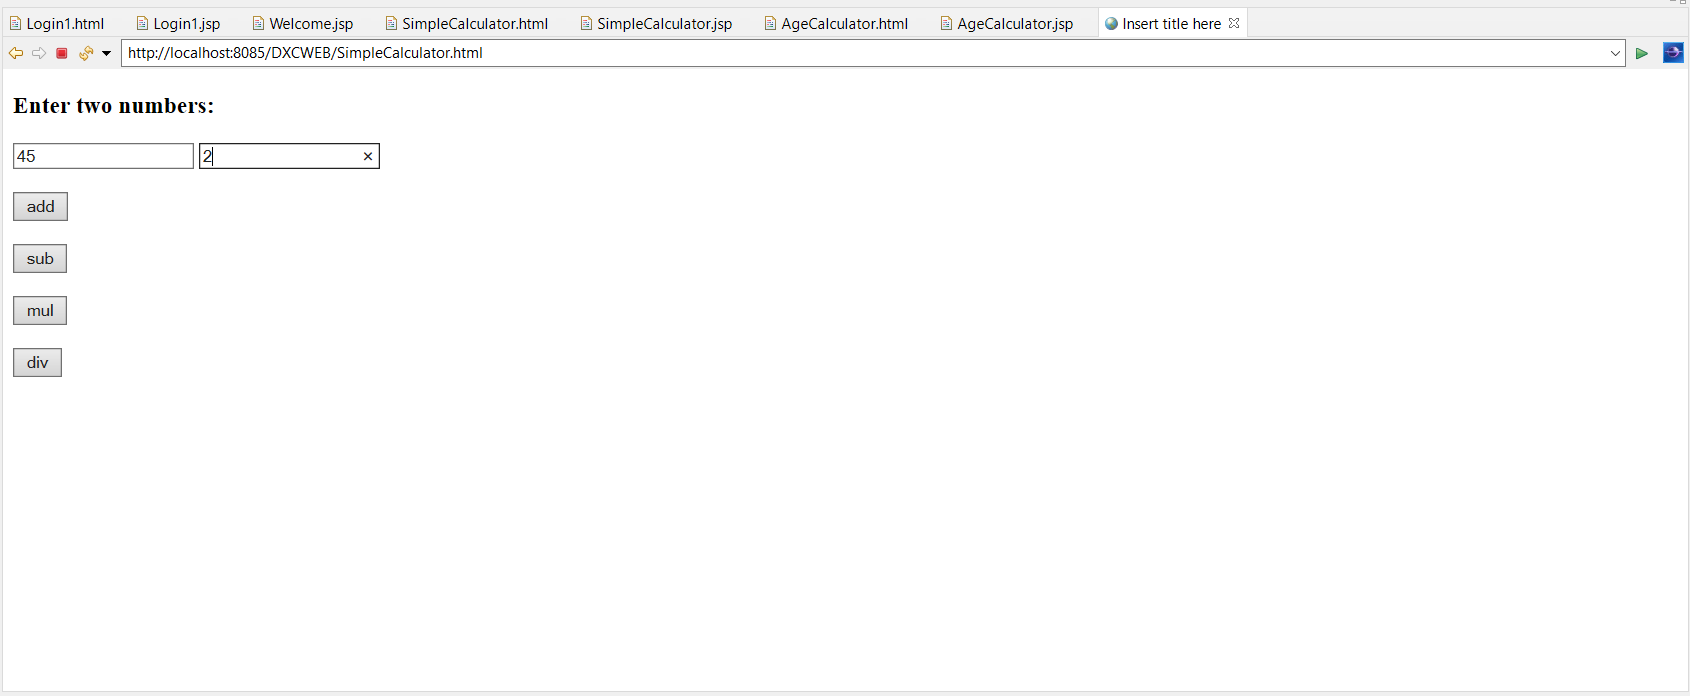 Login1.html Login1.jsp Welcome.jsp SimpleCalculator.html SimpleCalculator.jsp AgeCalculator.html AgeCalculator.jsp Insert title here
http://localhost:8085/DXCWEB/SimpleCalculator.html
Enter two numbers:
45 2
add
sub
mul
div